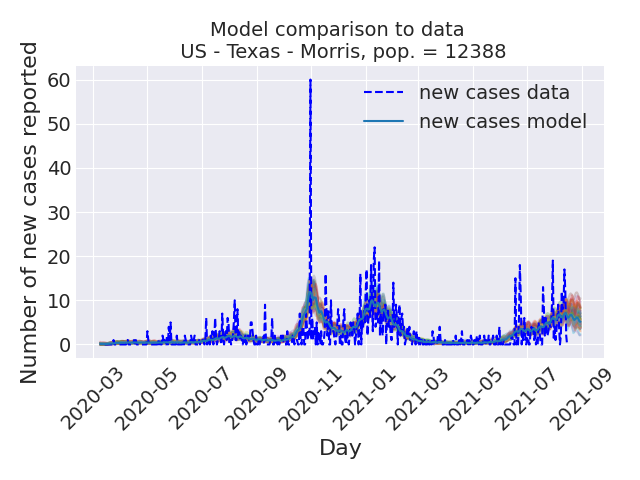 Model comparison to data
US - Texas - Morris, pop. = 12388
new cases data
new cases model
Number of new cases reported
60
50
40
30
20
10
0
2020-03
2020-05
2020-07
2020-09
2020-11
2021-01
2021-03
2021-05
2021-07
2021-09
Day